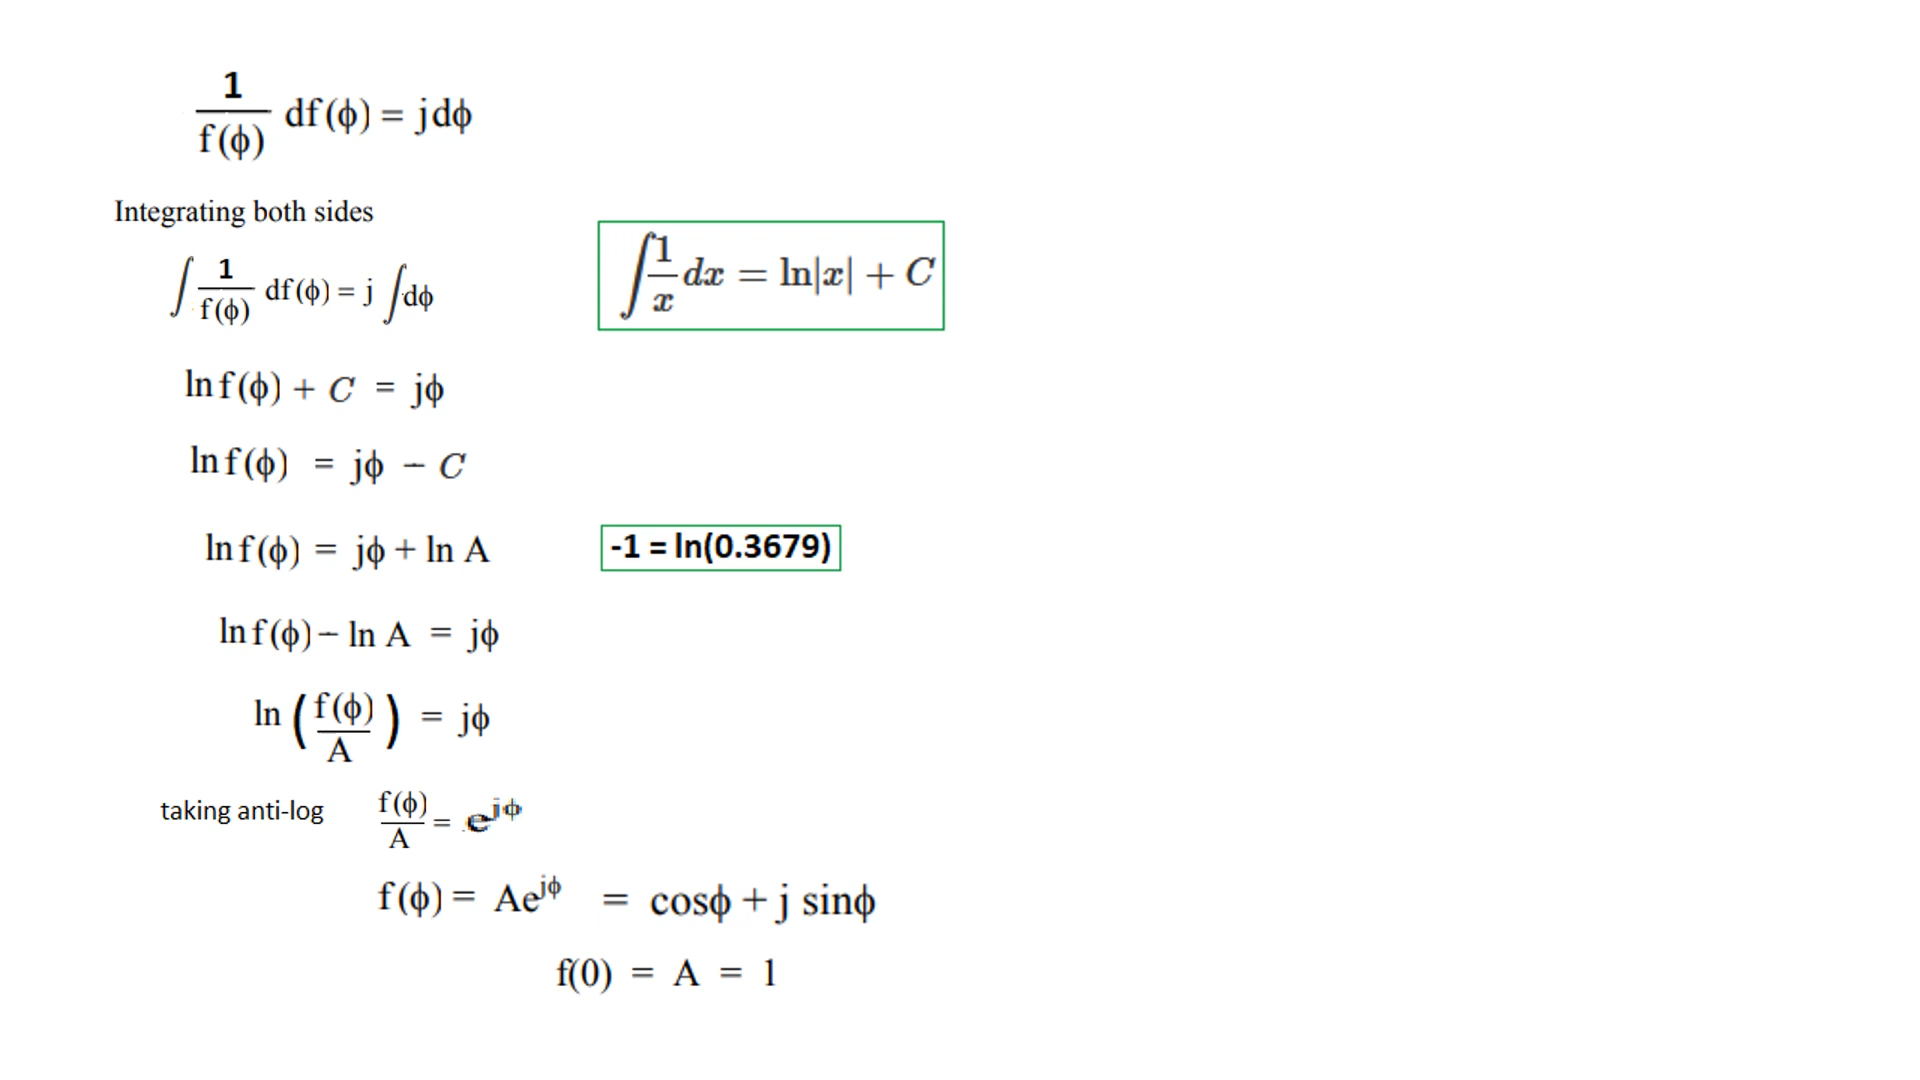 1/f(ϕ) df(ϕ) = jdϕ
Integrating both sides
∫ 1/f(ϕ) df(ϕ) = j ∫dϕ
∫ 1/x dx = ln|x| + C
ln f(ϕ) + C = jϕ
ln f(ϕ) = jϕ − C
ln f(ϕ) = jϕ + ln A
-1 = ln(0.3679)
ln f(ϕ) − ln A = jϕ
ln (f(ϕ)/A) = jϕ
taking anti-log f(ϕ)/A = e^jϕ
f(ϕ) = Ae^jϕ = cosϕ + j sinϕ
f(0) = A = 1